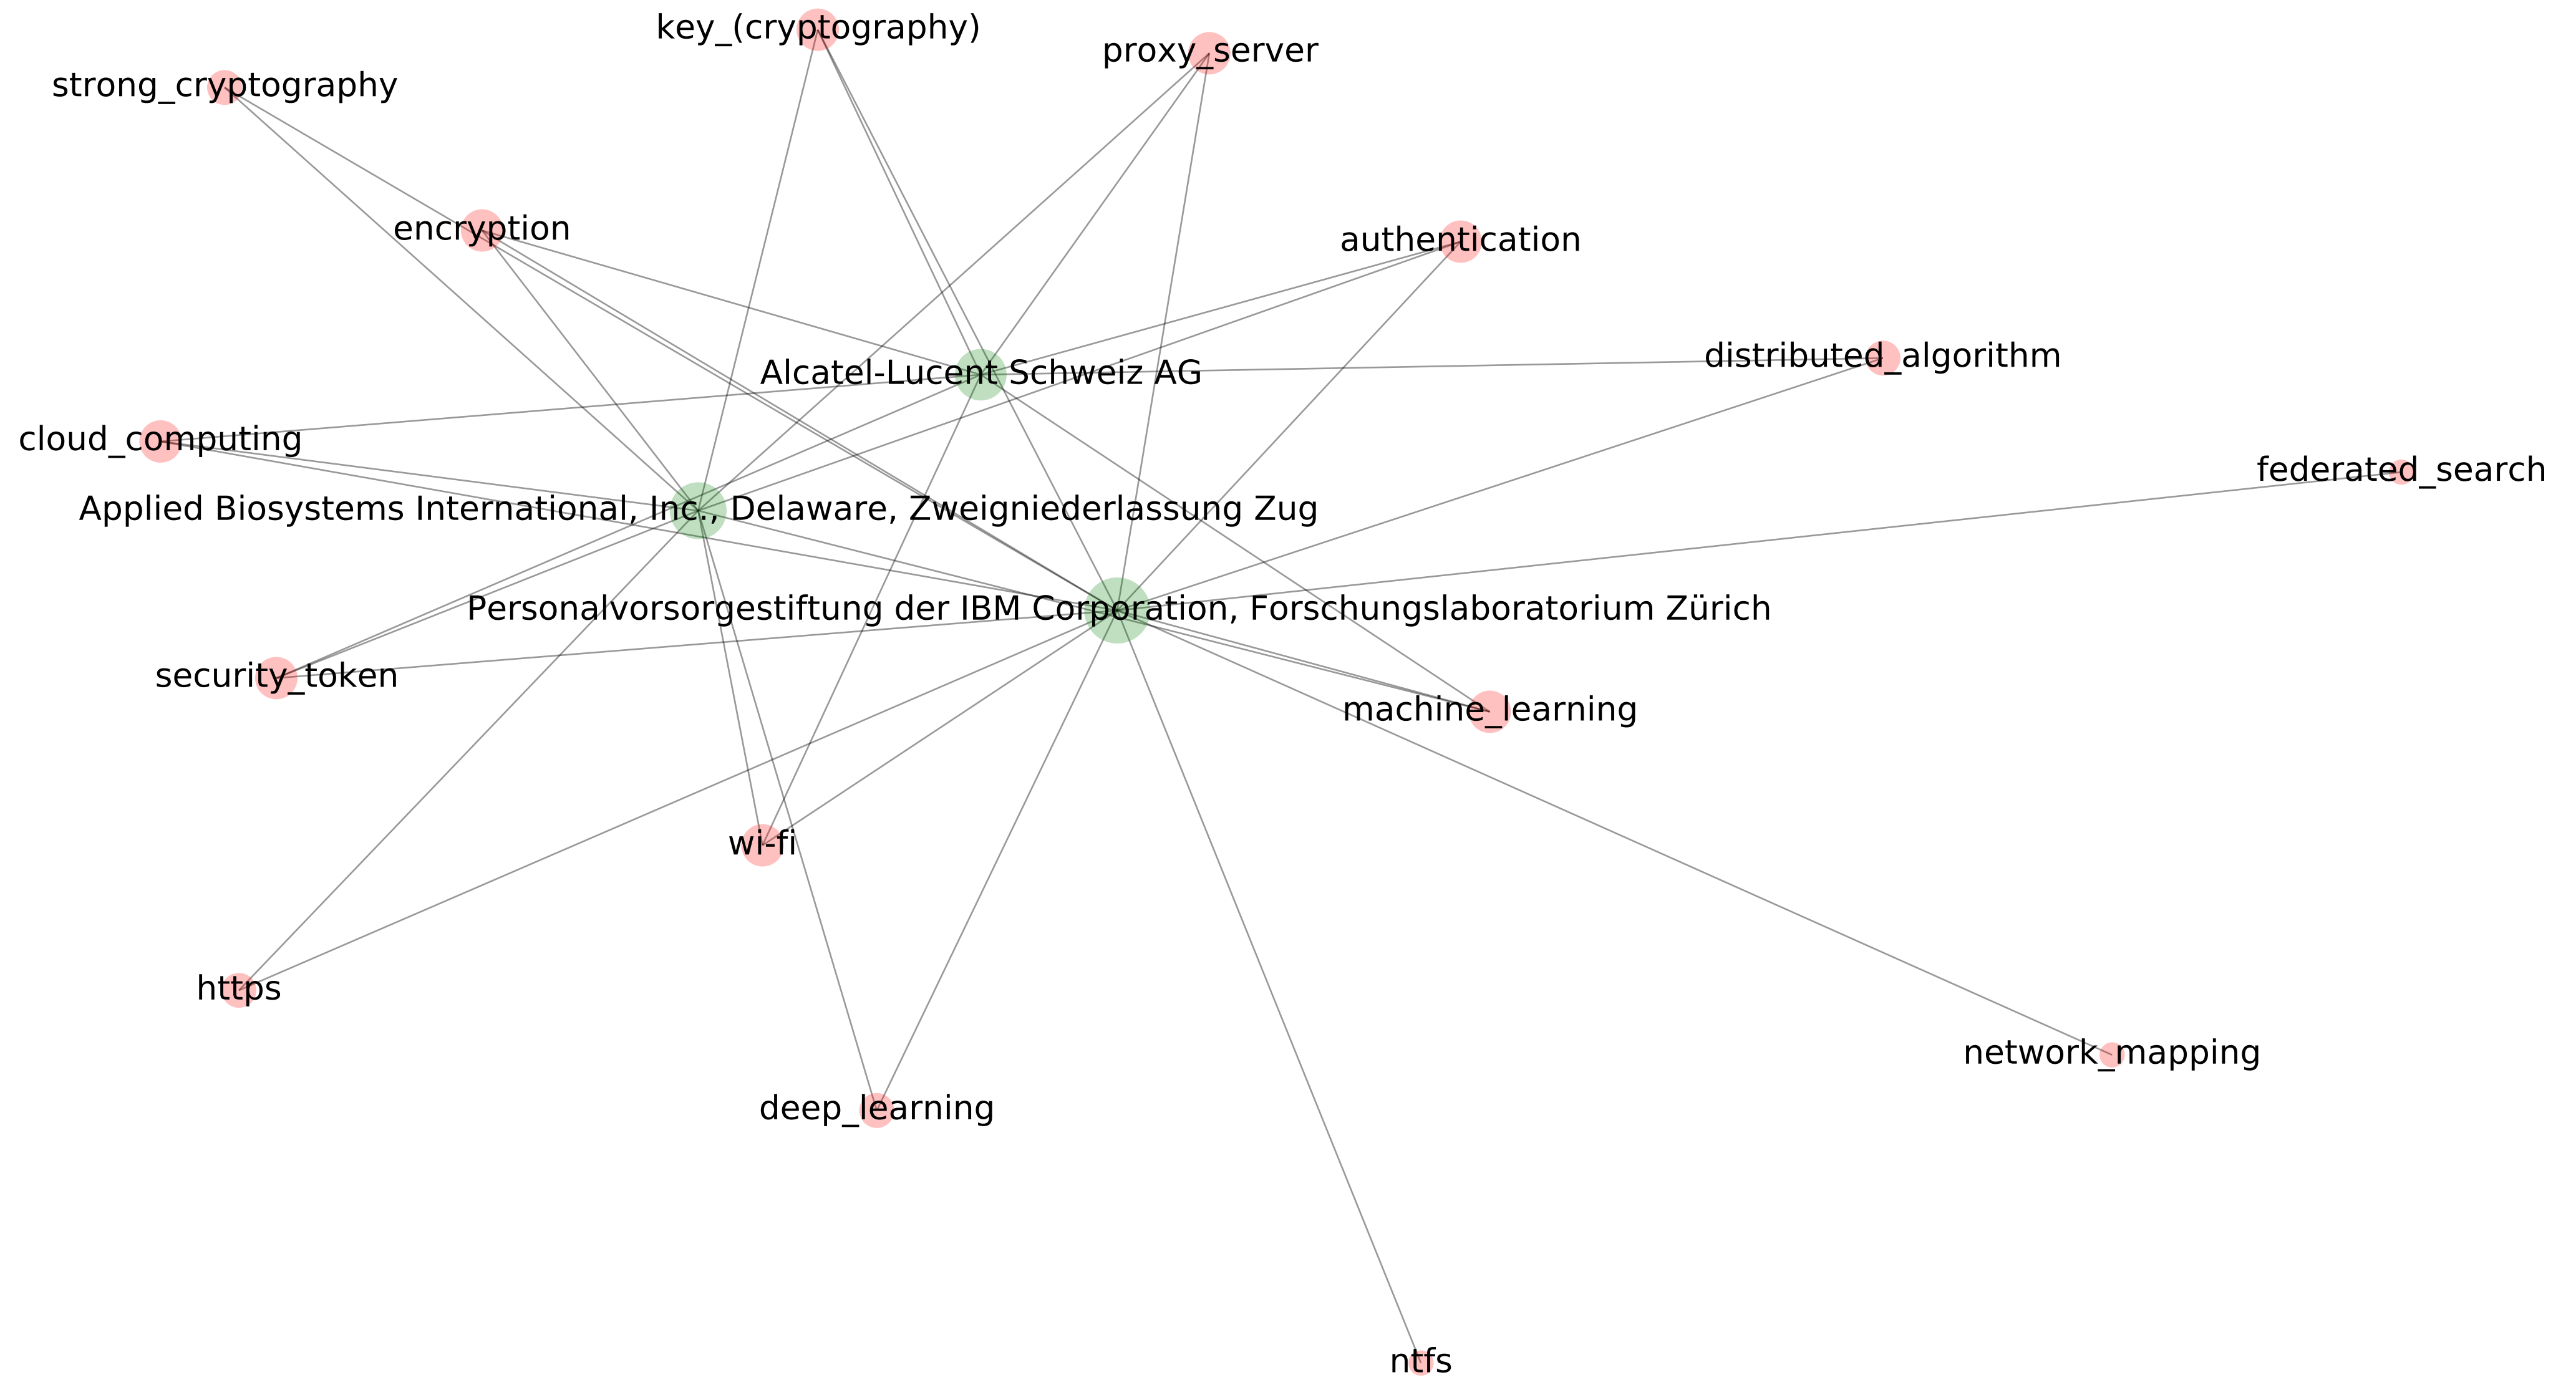 key_(cryptography)
proxy_server
strong_cryptography
encryption
authentication
distributed_algorithm
Alcatel-Lucent Schweiz AG
cloud_computing
federated_search
Applied Biosystems International, Inc., Delaware, Zweigniederlassung Zug
Personalvorsorgestiftung der IBM Corporation, Forschungslaboratorium Zürich
security_token
machine_learning
wi-fi
https
network_mapping
deep_learning
ntfs